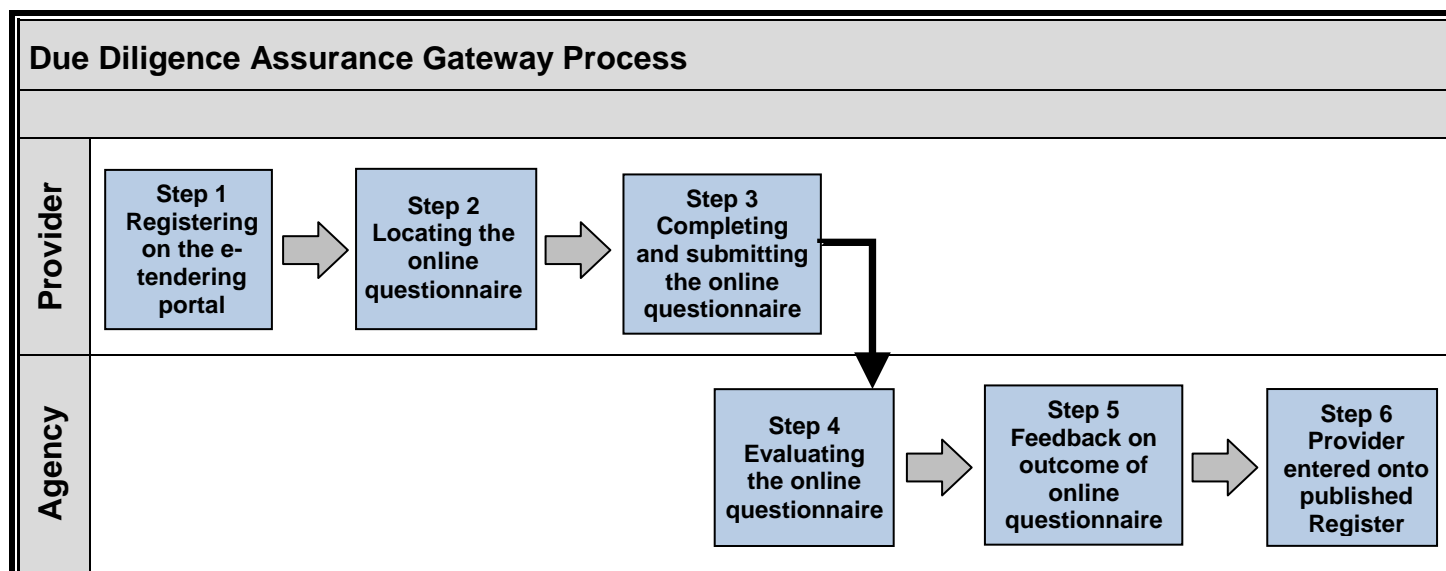 Due Diligence Assurance Gateway Process
Provider
Step 1
Registering
on the e-
tendering
portal
Step 2
Locating the
online
questionnaire
Step 3
Completing
and submitting
the online
questionnaire
Agency
Step 4
Evaluating
the online
questionnaire
Step 5
Feedback on
outcome of
online
questionnaire
Step 6
Provider
entered onto
published
Register